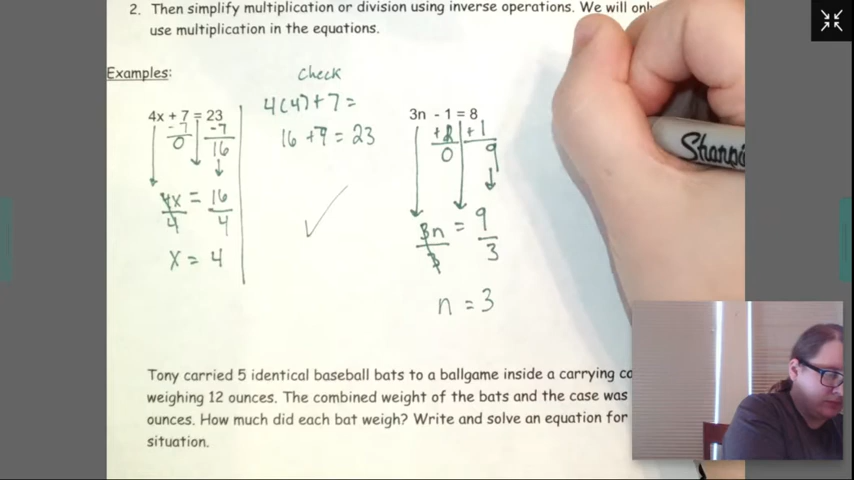 2. Then simplify multiplication or division using inverse operations. We will only
use multiplication in the equations.
Examples:
4x + 7 = 23
-7 -7
0 16
4x = 16
4 4
x = 4
Check
4(4)+7 =
16 +7 = 23
3n - 1 = 8
+1 +1
0 9
3n = 9
3 3
n = 3
Sharpie
Tony carried 5 identical baseball bats to a ballgame inside a carrying
weighing 12 ounces. The combined weight of the bats and the case was
ounces. How much did each bat weigh? Write and solve an equation for
situation.